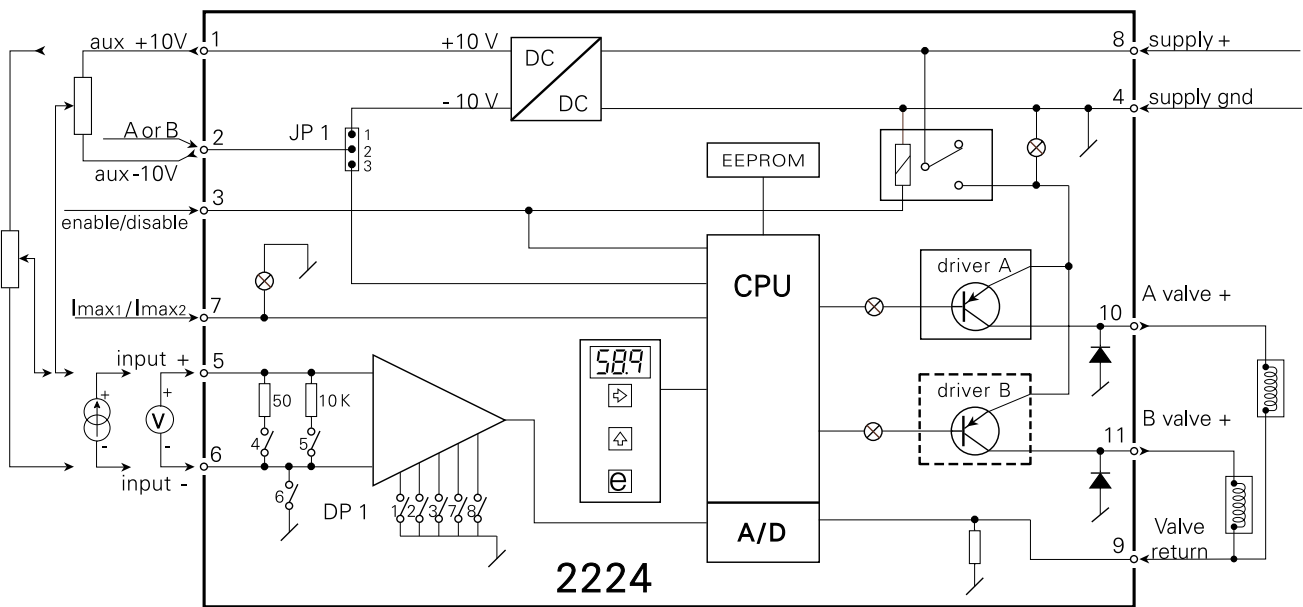 aux +10V
1
+10 V
DC
DC
8
supply +
- 10 V
4
supply gnd
A or B
2
JP 1
1
2
3
aux -10V
EEPROM
3
enable/disable
CPU
driver A
A valve +
Imax1 / Imax2
7
10
input +
5
58.9
+
+
V
-
-
50
10 K
4
5
driver B
B valve +
11
6
input -
6
DP 1
1
2
3
7
8
e
A/D
Valve
return
9
2224